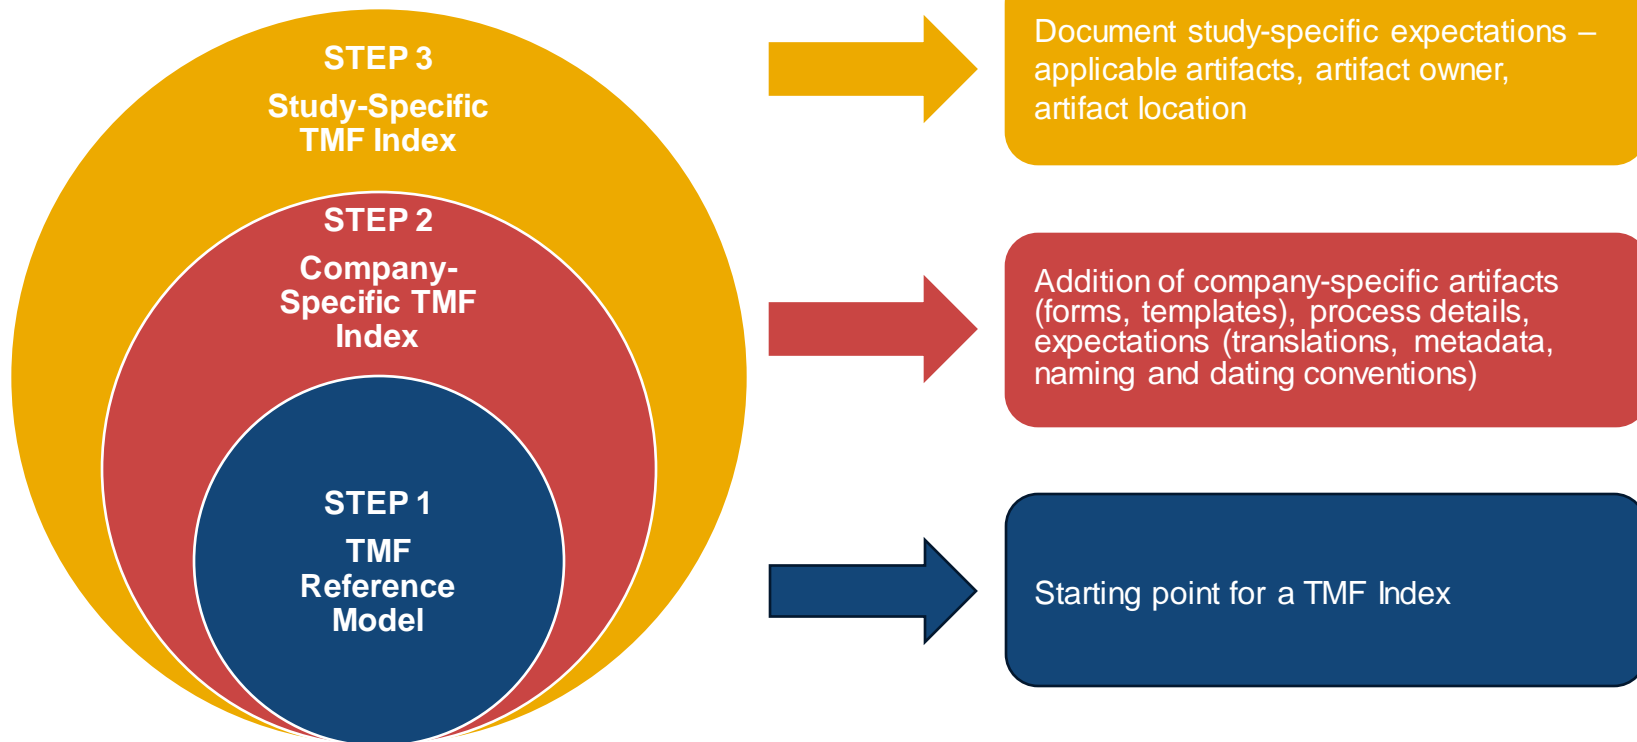 STEP 3
Study-Specific
TMF Index
Document study-specific expectations –
applicable artifacts, artifact owner,
artifact location
STEP 2
Company-
Specific TMF
Index
Addition of company-specific artifacts
(forms, templates), process details,
expectations (translations, metadata,
naming and dating conventions)
STEP 1
TMF
Reference
Model
Starting point for a TMF Index